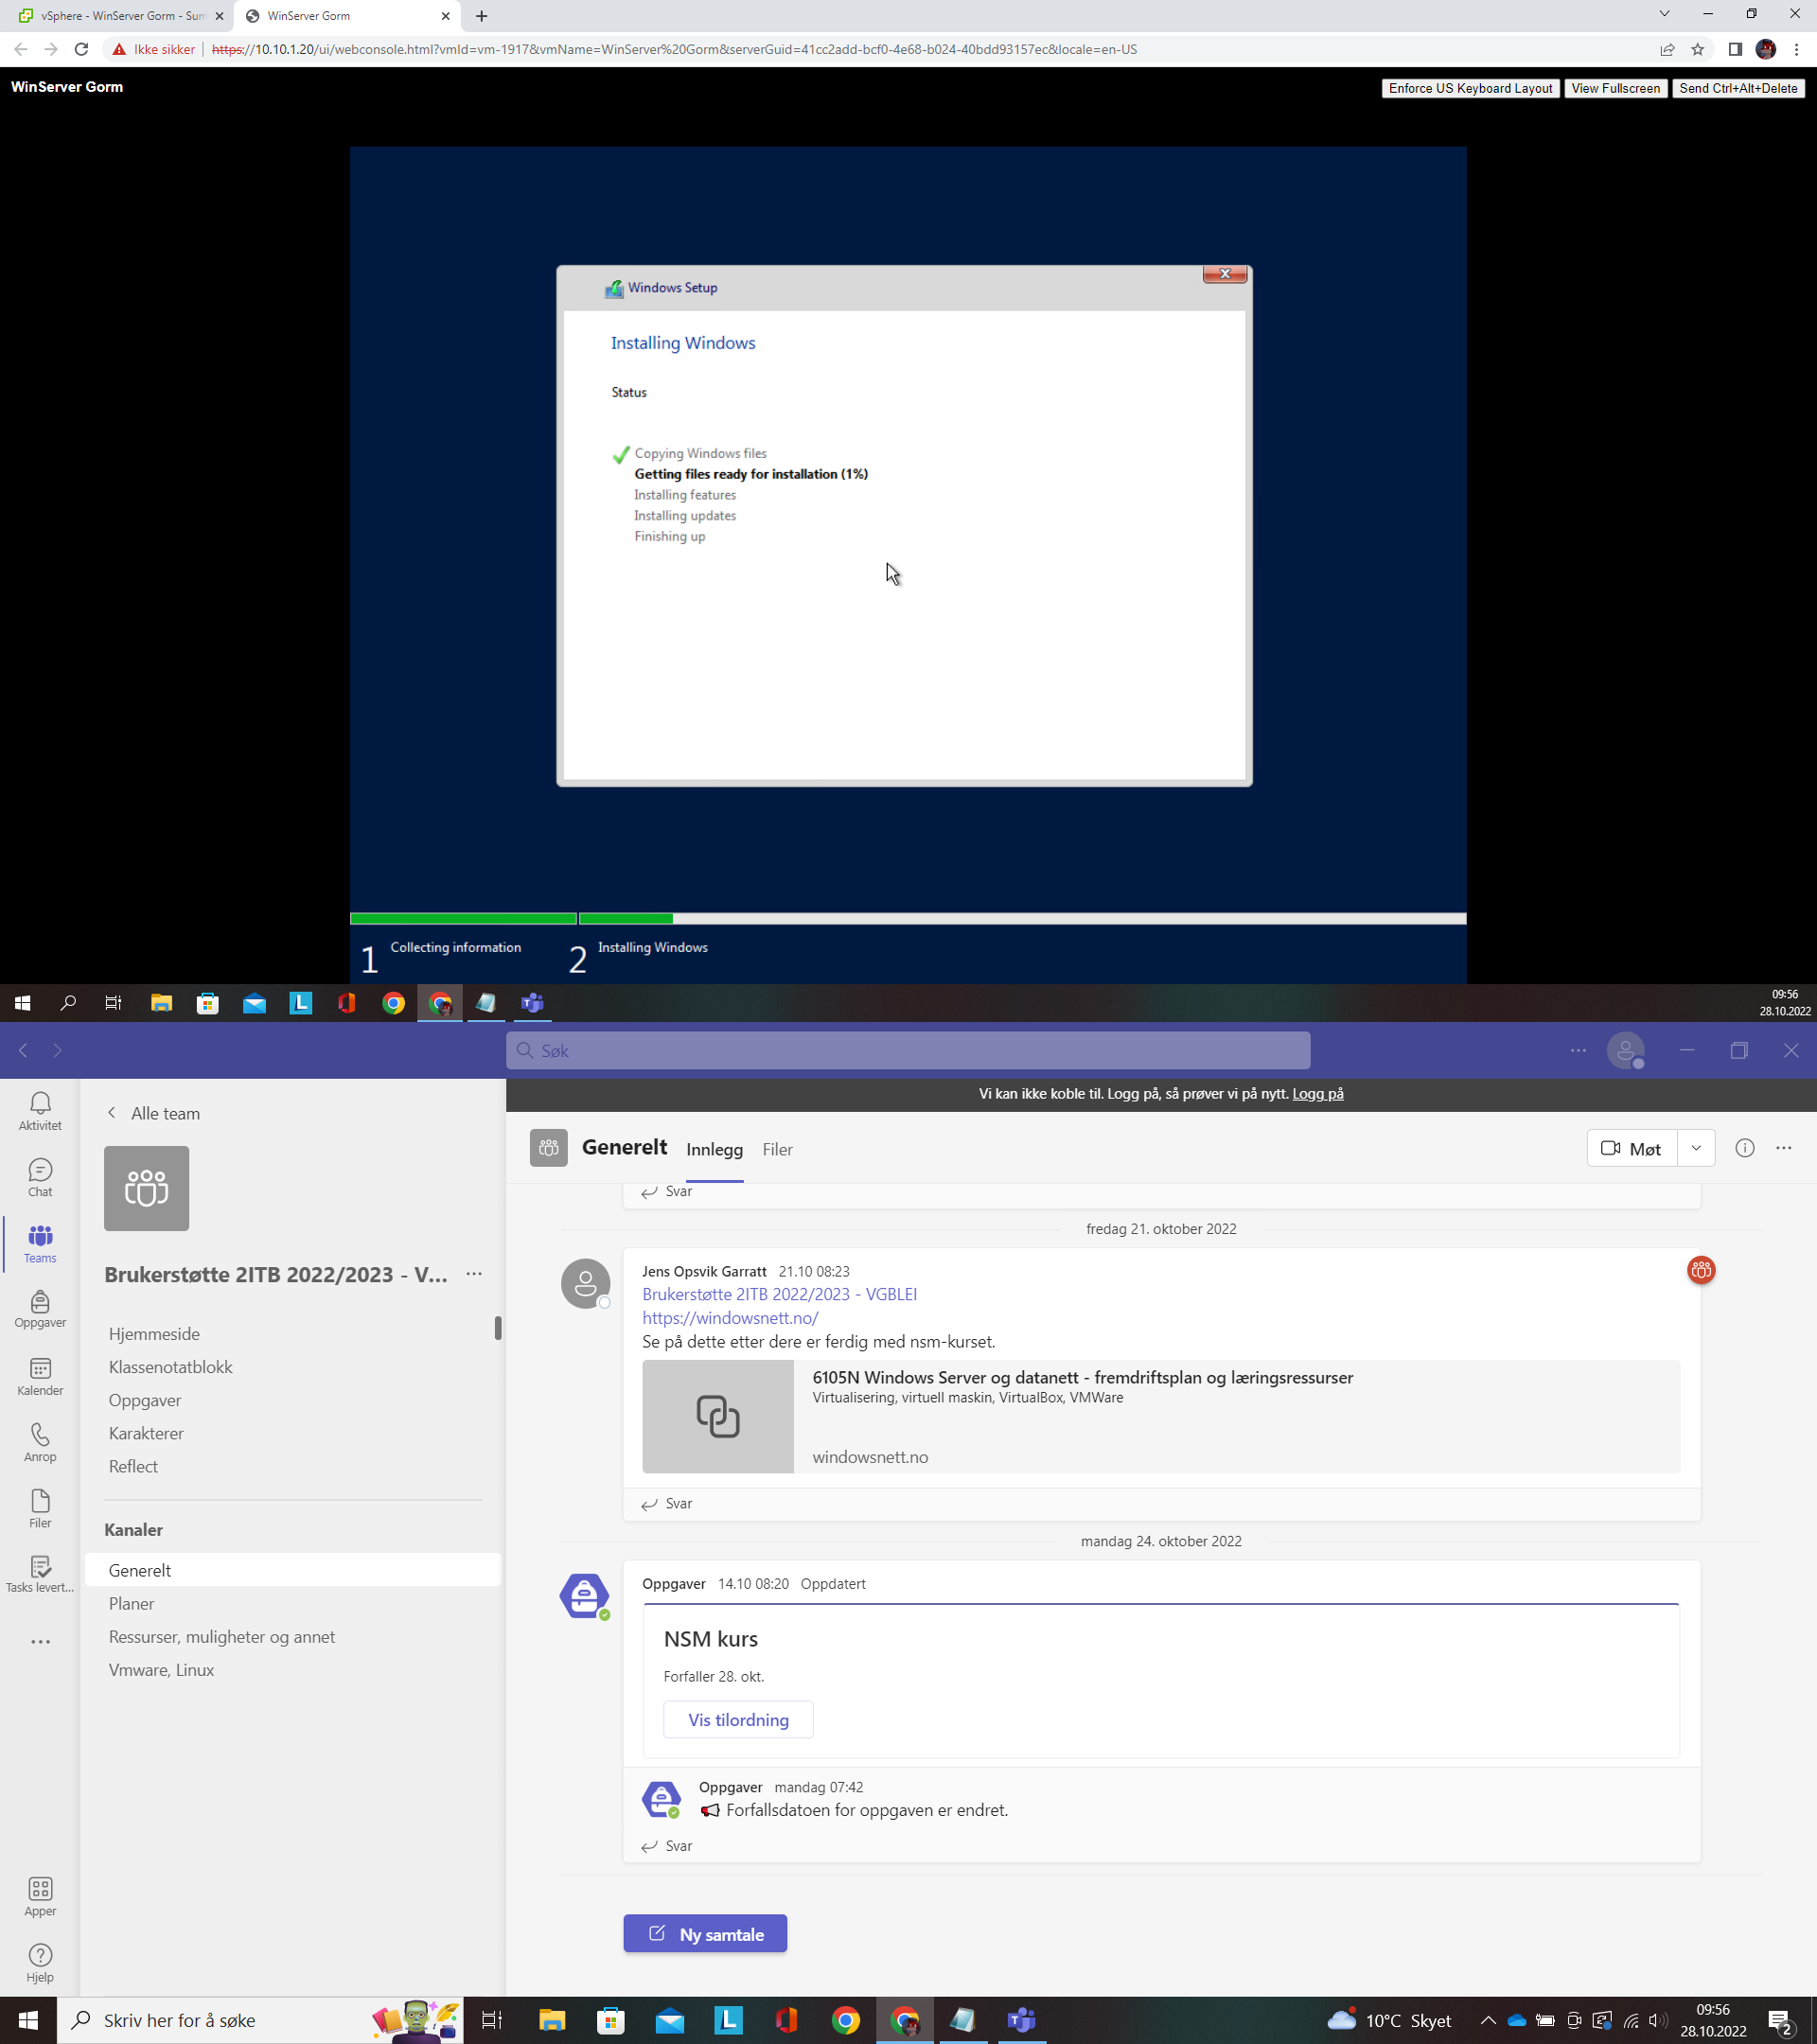 vSphere - WinServer Gorm - Sum
WinServer Gorm
Ikke sikker
https://10.10.1.20/ui/webconsole.html?vmId=vm-1917&vmName=WinServer%20Gorm&serverGuid=41cc2add-bcf0-4e68-b024-40bdd93157ec&locale=en-US
WinServer Gorm
Enforce US Keyboard Layout
View Fullscreen
Send Ctrl+Alt+Delete
Windows Setup
Installing Windows
Status
Copying Windows files
Getting files ready for installation (1%)
Installing features
Installing updates
Finishing up
1 Collecting information
2 Installing Windows
L
09:56
28.10.2022
Søk
Vi kan ikke koble til. Logg på, så prøver vi på nytt. Logg på
Aktivitet
Chat
Teams
Oppgaver
Kalender
Anrop
Filer
Tasks levert...
Apper
Hjelp
Alle team
Brukerstøtte 2ITB 2022/2023 - V...
Hjemmeside
Klassenotatblokk
Oppgaver
Karakterer
Reflect
Kanaler
Generelt
Planer
Ressurser, muligheter og annet
Vmware, Linux
Generelt
Innlegg
Filer
Møt
Svar
fredag 21. oktober 2022
Jens Opsvik Garratt 21.10 08:23
Brukerstøtte 2ITB 2022/2023 - VGBLEI
https://windowsnett.no/
Se på dette etter dere er ferdig med nsm-kurset.
6105N Windows Server og datanett - fremdriftsplan og læringsressurser
Virtualisering, virtuell maskin, VirtualBox, VMWare
windowsnett.no
Svar
mandag 24. oktober 2022
Oppgaver 14.10 08:20 Oppdatert
NSM kurs
Forfaller 28. okt.
Vis tilordning
Oppgaver mandag 07:42
Forfallsdatoen for oppgaven er endret.
Svar
Ny samtale
Skriv her for å søke
L
10°C Skyet
09:56
28.10.2022
2